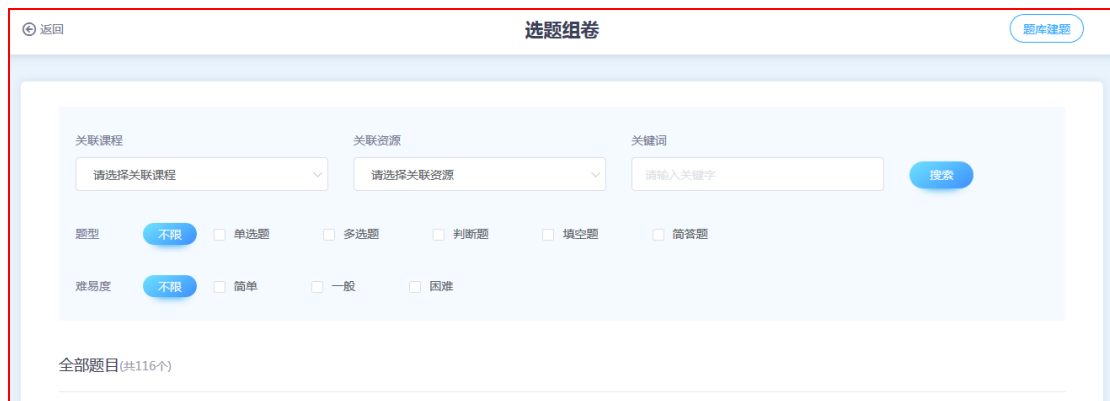 返回
选题组卷
题库建题
关联课程
关联资源
关键词
请选择关联课程
请选择关联资源
请输入关键字
搜索
题型 不限 单选题 多选题 判断题 填空题 简答题
难易度 不限 简单 一般 困难
全部题目(共116个)